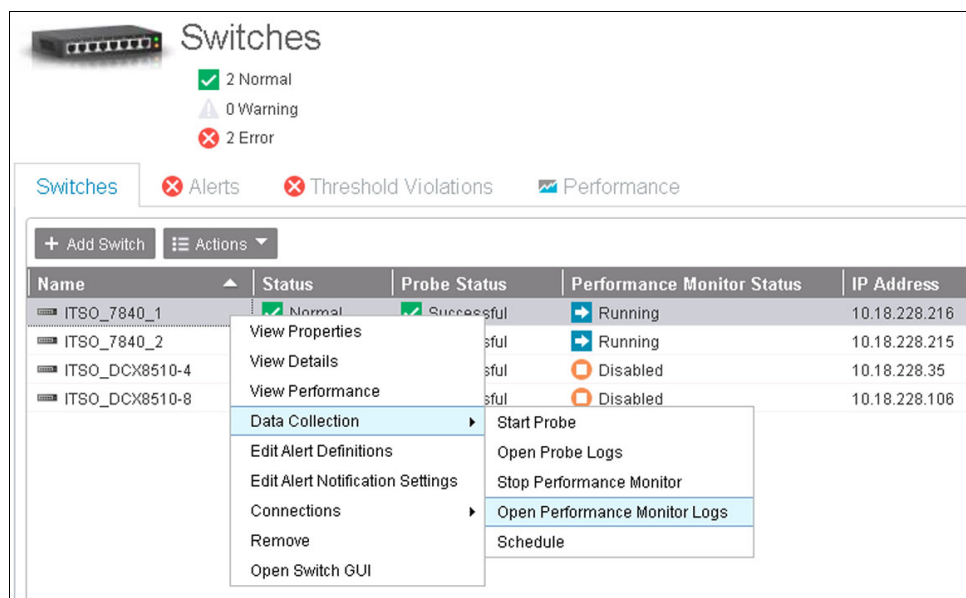 Switches
2 Normal
0 Warning
2 Error
Switches Alerts Threshold Violations Performance
+ Add Switch Actions
Name Status Probe Status Performance Monitor Status IP Address
ITSO_7840_1 Normal Successful Running 10.18.228.216
ITSO_7840_2 sful Running 10.18.228.215
ITSO_DCX8510-4 sful Disabled 10.18.228.35
ITSO_DCX8510-8 sful Disabled 10.18.228.106
View Properties
View Details
View Performance
Data Collection
Edit Alert Definitions
Edit Alert Notification Settings
Connections
Remove
Open Switch GUI
Start Probe
Open Probe Logs
Stop Performance Monitor
Open Performance Monitor Logs
Schedule